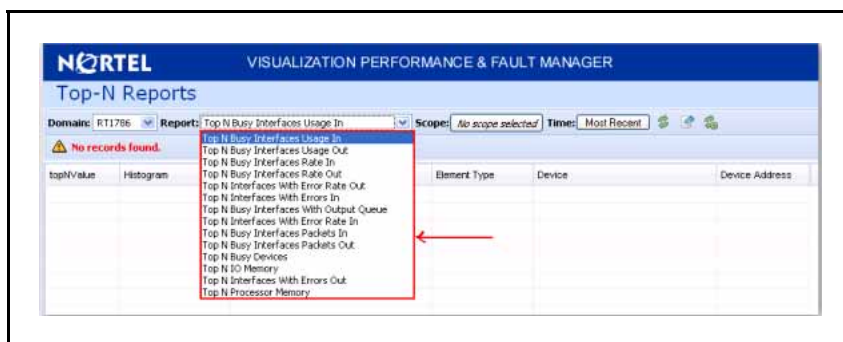 NORTEL VISUALIZATION PERFORMANCE & FAULT MANAGER
Top-N Reports
Domain: RT1786 Report: Top N Busy Interfaces Usage In Scope: No scope selected Time: Most Recent
No records found.
topNValue Histogram Element Type Device Device Address
Top N Busy Interfaces Usage In
Top N Busy Interfaces Usage Out
Top N Busy Interfaces Rate In
Top N Busy Interfaces Rate Out
Top N Interfaces With Error Rate Out
Top N Interfaces With Errors In
Top N Busy Interfaces With Output Queue
Top N Interfaces With Error Rate In
Top N Busy Interfaces Packets In
Top N Busy Interfaces Packets Out
Top N Busy Devices
Top N IO Memory
Top N Interfaces With Errors Out
Top N Processor Memory